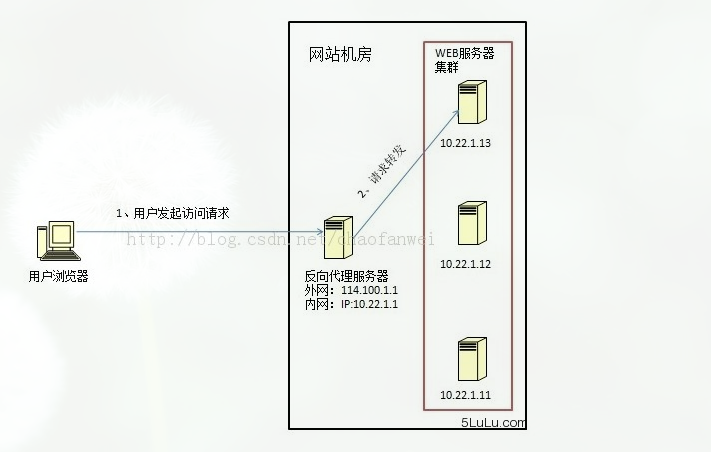 网站机房
WEB服务器
集群
10.22.1.13
2、请求转发
1、用户发起访问请求
http://blog.csdn.net/chaofanwei
用户浏览器
反向代理服务器
外网：114.100.1.1
内网：IP:10.22.1.1
10.22.1.12
10.22.1.11
5LuLu.com